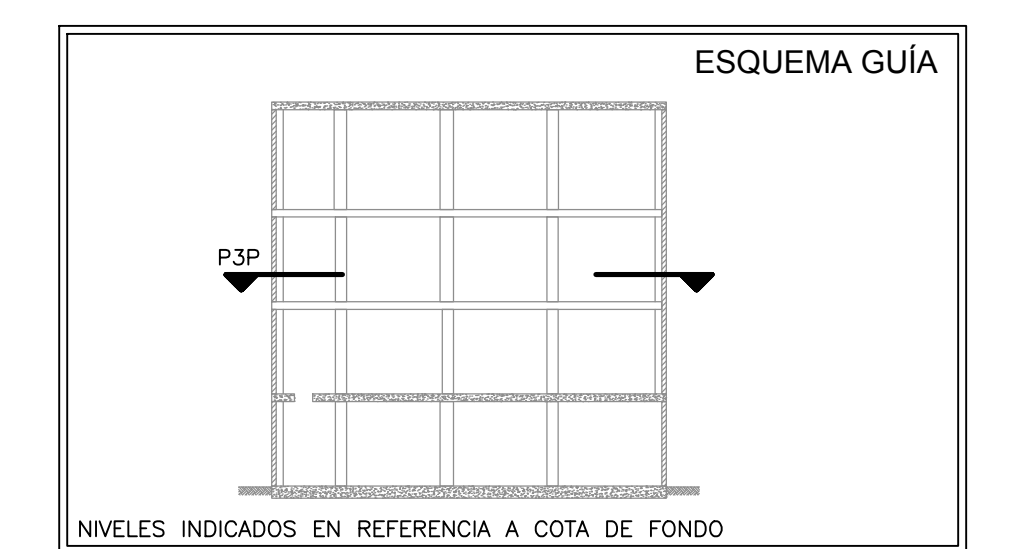 ESQUEMA GUÍA
P3P
NIVELES INDICADOS EN REFERENCIA A COTA DE FONDO